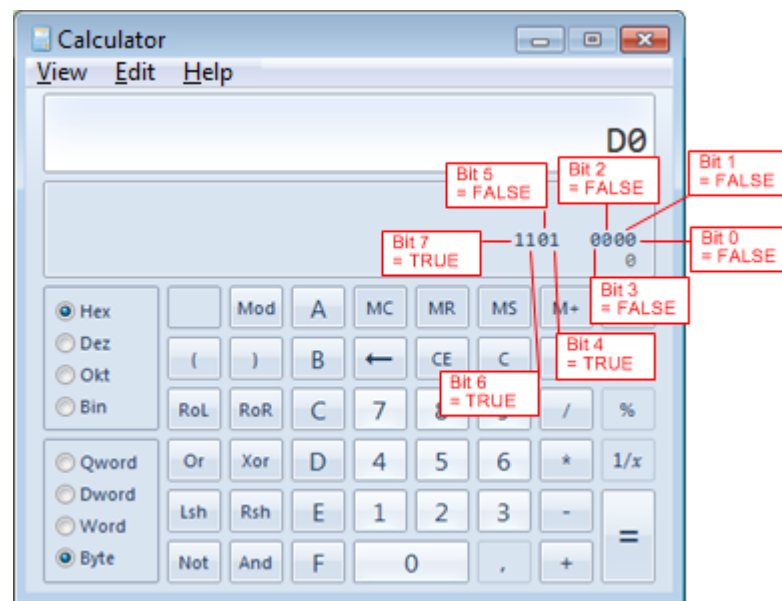 Calculator
View Edit Help
D0
Bit 5
= FALSE
Bit 2
= FALSE
Bit 1
= FALSE
Bit 7
= TRUE
1101 0000
0
Bit 0
= FALSE
Bit 3
= FALSE
Bit 4
= TRUE
Bit 6
= TRUE
Hex
Dez
Okt
Bin
Mod A MC MR MS M+
( ) B ← CE C
RoL RoR C 7 / %
Qword
Dword
Word
Byte
Or Xor D 4 5 6 * 1/x
Lsh Rsh E 1 2 3 - =
Not And F 0 , +